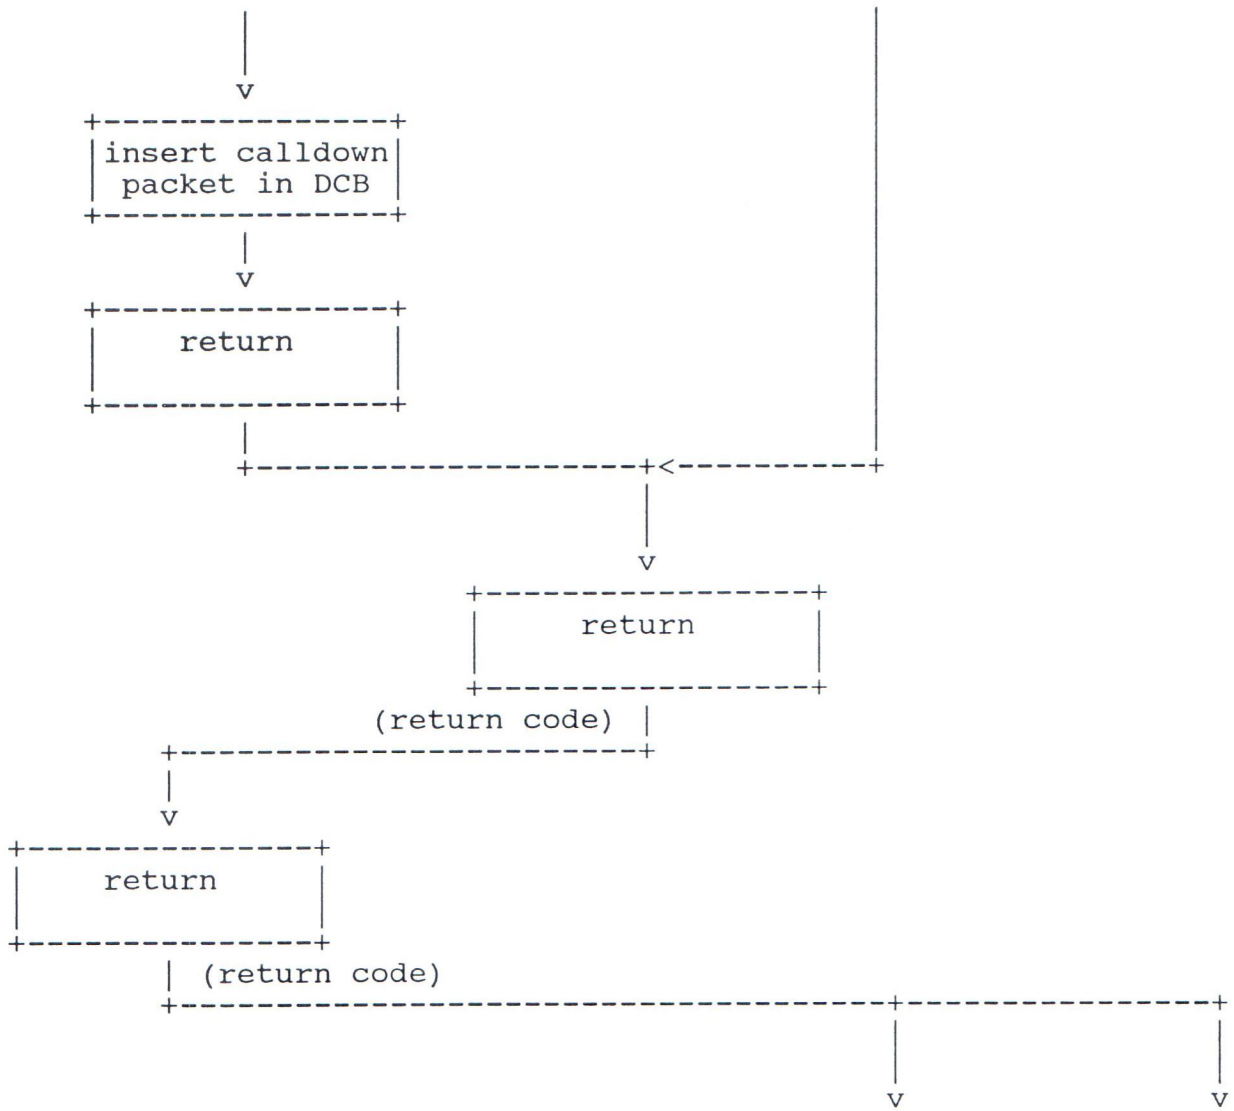 insert calldown
packet in DCB
return
return
(return code)
return
(return code)